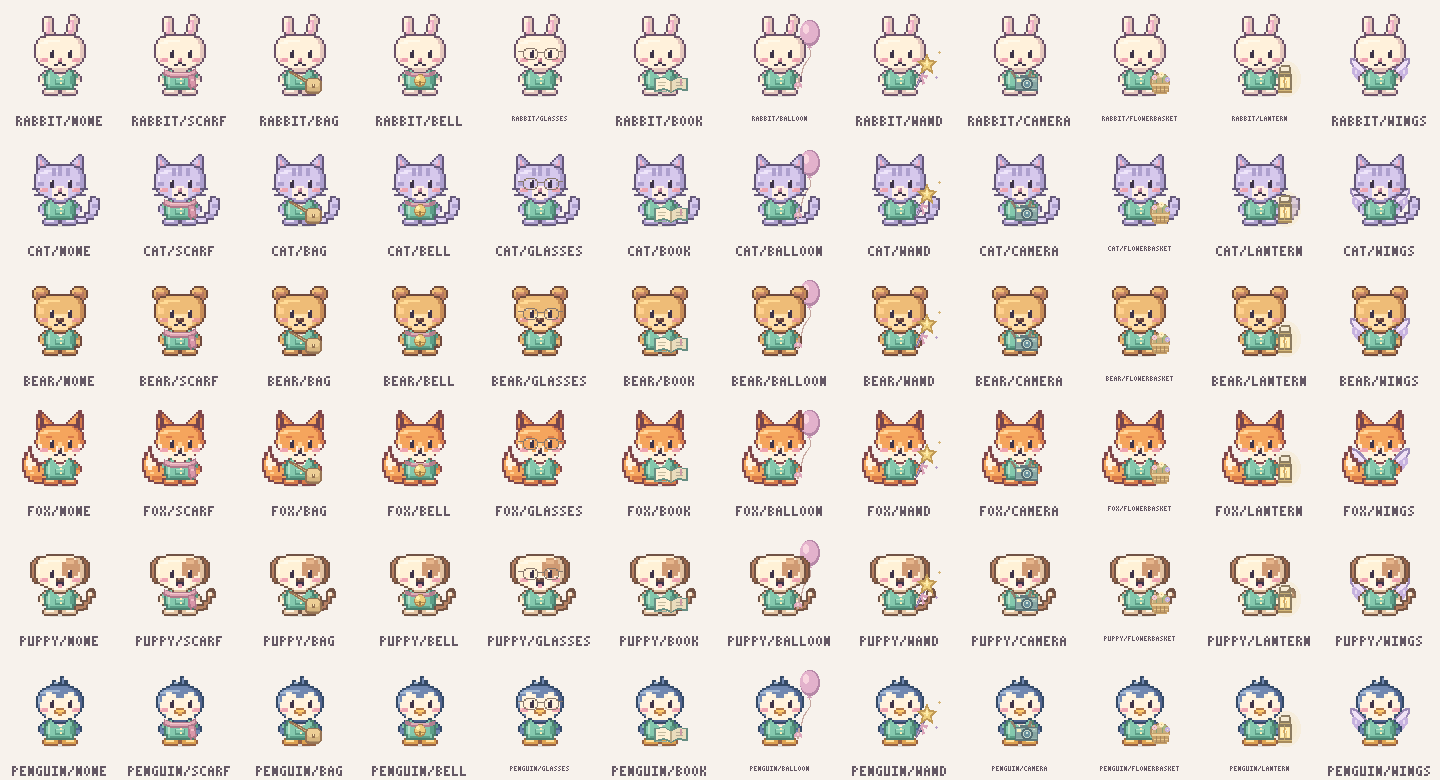 RABBIT/NONE RABBIT/SCARF RABBIT/BAG RABBIT/BELL RABBIT/GLASSES RABBIT/BOOK RABBIT/BALLOON RABBIT/WAND RABBIT/CAMERA RABBIT/FLOWERBASKET RABBIT/LANTERN RABBIT/WINGS
CAT/NONE CAT/SCARF CAT/BAG CAT/BELL CAT/GLASSES CAT/BOOK CAT/BALLOON CAT/WAND CAT/CAMERA CAT/FLOWERBASKET CAT/LANTERN CAT/WINGS
BEAR/NONE BEAR/SCARF BEAR/BAG BEAR/BELL BEAR/GLASSES BEAR/BOOK BEAR/BALLOON BEAR/WAND BEAR/CAMERA BEAR/FLOWERBASKET BEAR/LANTERN BEAR/WINGS
FOX/NONE FOX/SCARF FOX/BAG FOX/BELL FOX/GLASSES FOX/BOOK FOX/BALLOON FOX/WAND FOX/CAMERA FOX/FLOWERBASKET FOX/LANTERN FOX/WINGS
PUPPY/NONE PUPPY/SCARF PUPPY/BAG PUPPY/BELL PUPPY/GLASSES PUPPY/BOOK PUPPY/BALLOON PUPPY/WAND PUPPY/CAMERA PUPPY/FLOWERBASKET PUPPY/LANTERN PUPPY/WINGS
PENGUIN/NONE PENGUIN/SCARF PENGUIN/BAG PENGUIN/BELL PENGUIN/GLASSES PENGUIN/BOOK PENGUIN/BALLOON PENGUIN/WAND PENGUIN/CAMERA PENGUIN/FLOWERBASKET PENGUIN/LANTERN PENGUIN/WINGS